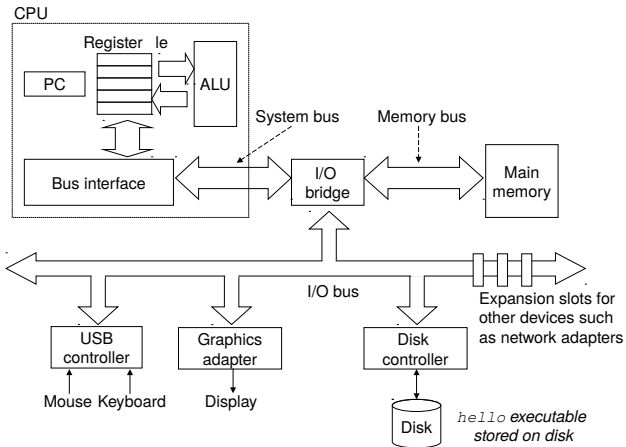 CPU
Register le
PC
ALU
System bus
Memory bus
Bus interface
I/O
bridge
Main
memory
I/O bus
Expansion slots for
other devices such
as network adapters
USB
controller
Graphics
adapter
Disk
controller
Mouse Keyboard
Display
Disk
hello executable
stored on disk